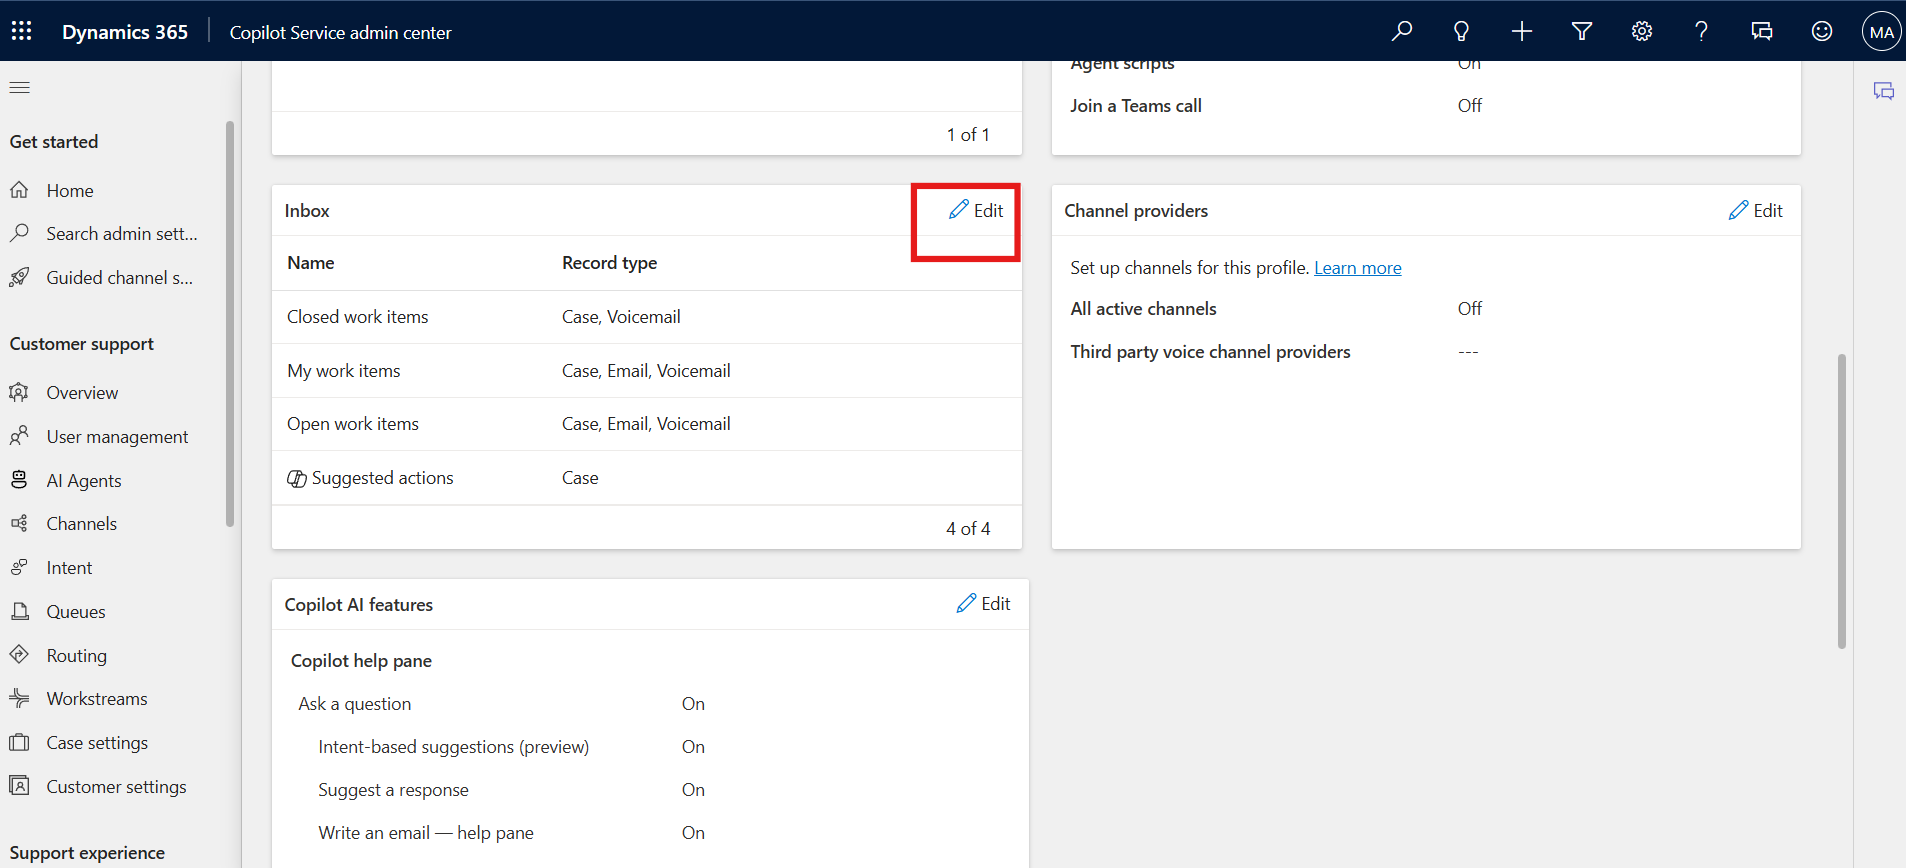 Dynamics 365
Copilot Service admin center
MA
Get started
Home
Search admin sett...
Guided channel s...
Customer support
Overview
User management
AI Agents
Channels
Intent
Queues
Routing
Workstreams
Case settings
Customer settings
Support experience
1 of 1
Agent scripts On
Join a Teams call Off
Inbox Edit
Name Record type
Closed work items Case, Voicemail
My work items Case, Email, Voicemail
Open work items Case, Email, Voicemail
Suggested actions Case
4 of 4
Channel providers Edit
Set up channels for this profile. Learn more
All active channels Off
Third party voice channel providers ---
Copilot AI features Edit
Copilot help pane
Ask a question On
Intent-based suggestions (preview) On
Suggest a response On
Write an email — help pane On